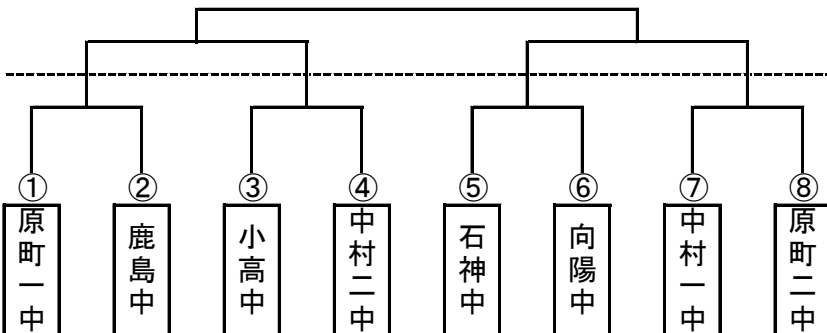 ①
原町一中
②
鹿島中
③
小高中
④
中村二中
⑤
石神中
⑥
向陽中
⑦
中村一中
⑧
原町二中